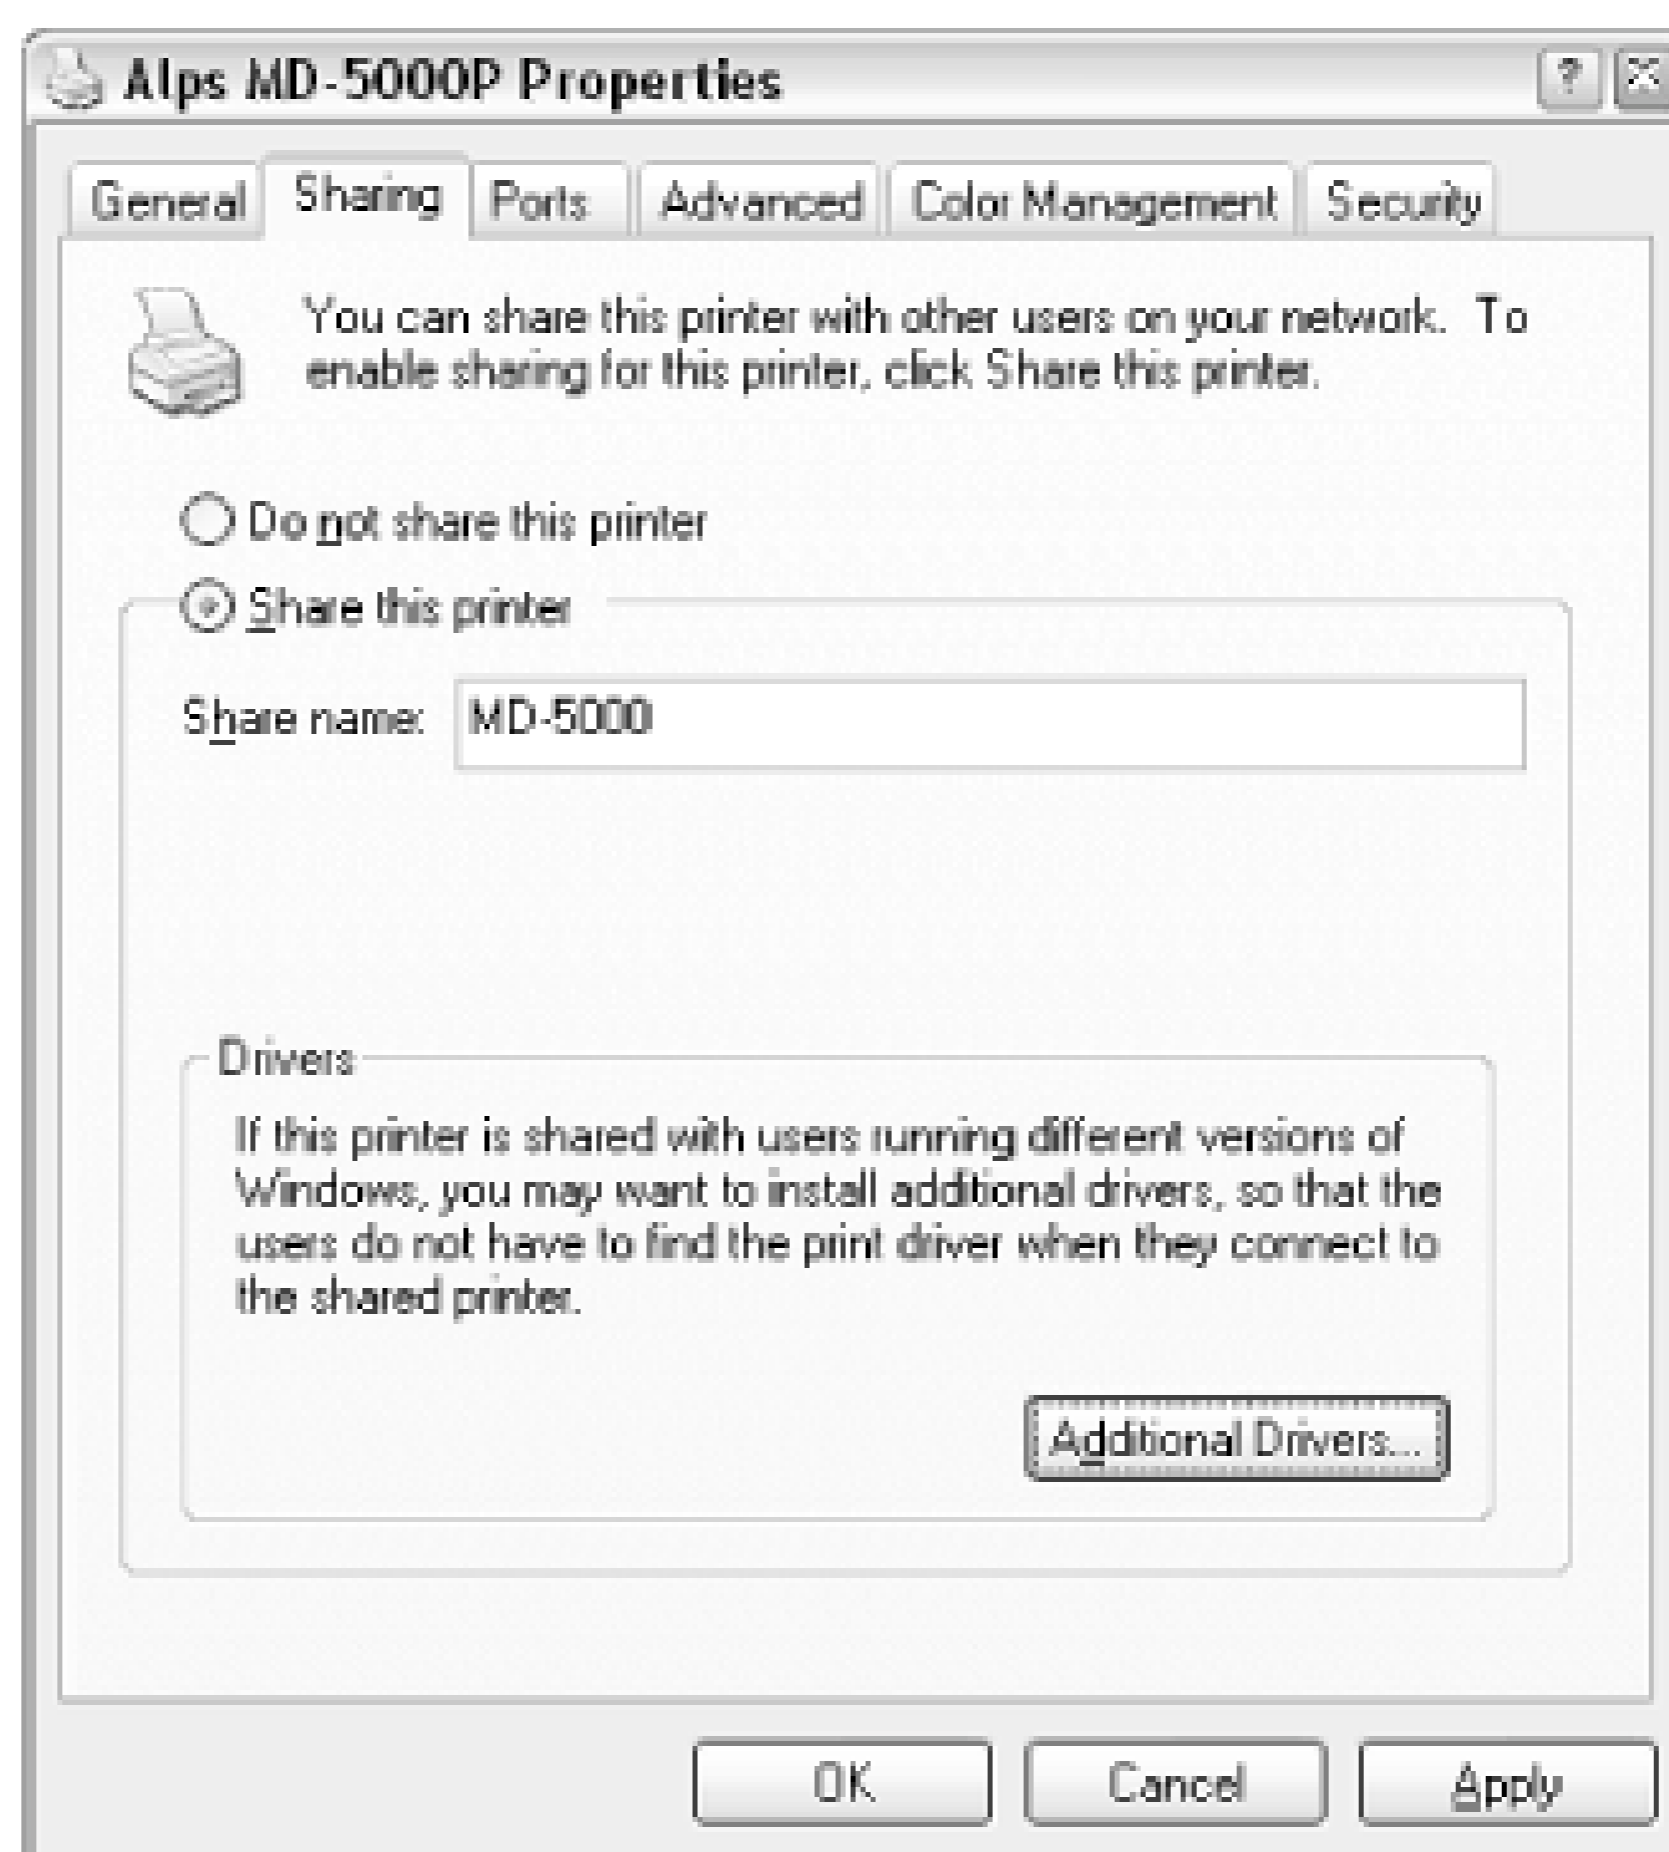 Alps MD-5000P Properties
?
General Sharing Ports Advanced Color Management Security
You can share this printer with other users on your network. To
enable sharing for this printer, click Share this printer.
Do not share this printer
Share this printer
Share name: MD-5000
Drivers
If this printer is shared with users running different versions of
Windows, you may want to install additional drivers, so that the
users do not have to find the print driver when they connect to
the shared printer.
Additional Drivers...
OK Cancel Apply